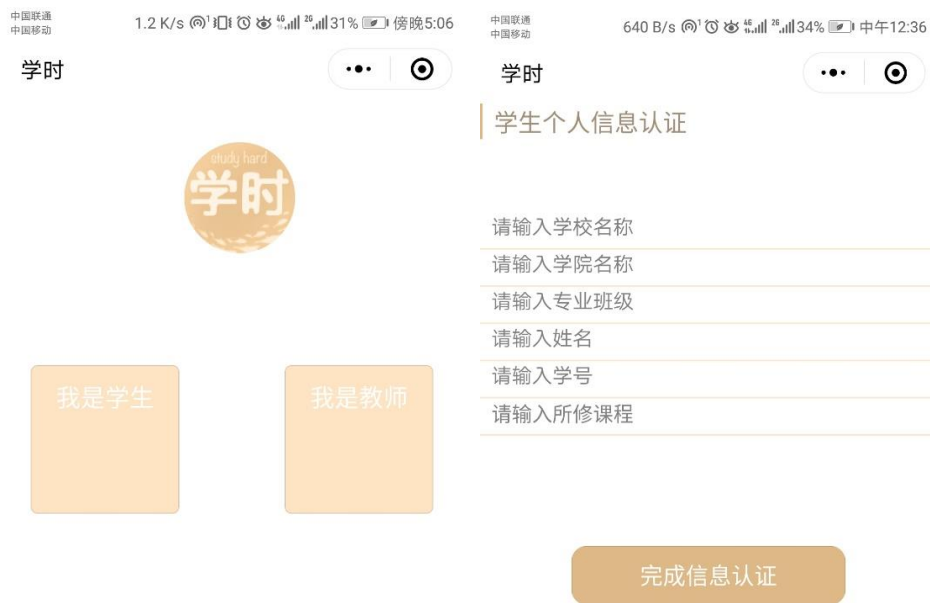 中国联通
中国移动
1.2 K/s 31% 傍晚5:06
学时
study hard
学时
我是学生
我是教师
中国联通
中国移动
640 B/s 34% 中午12:36
学时
学生个人信息认证
请输入学校名称
请输入学院名称
请输入专业班级
请输入姓名
请输入学号
请输入所修课程
完成信息认证